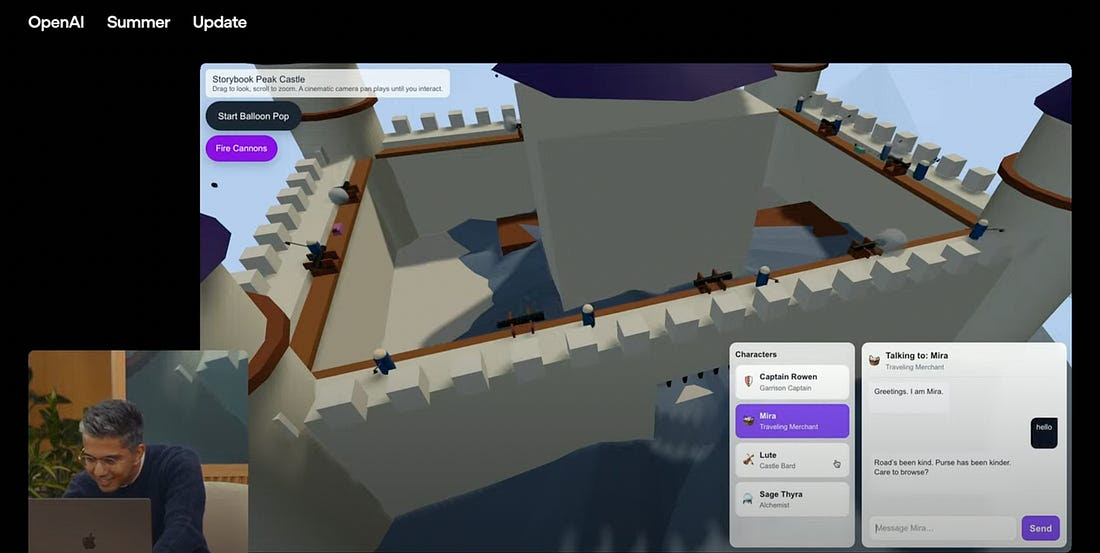 OpenAI Summer Update
Storybook Peak Castle
Drag to look, scroll to zoom. A cinematic camera pan plays until you interact.
Start Balloon Pop
Fire Cannons
Characters
Captain Rowen
Garrison Captain
Mira
Traveling Merchant
Lute
Castle Bard
Sage Thyra
Alchemist
Talking to: Mira
Traveling Merchant
Greetings. I am Mira.
hello
Road's been kind. Purse has been kinder.
Care to browse?
Message Mira...
Send